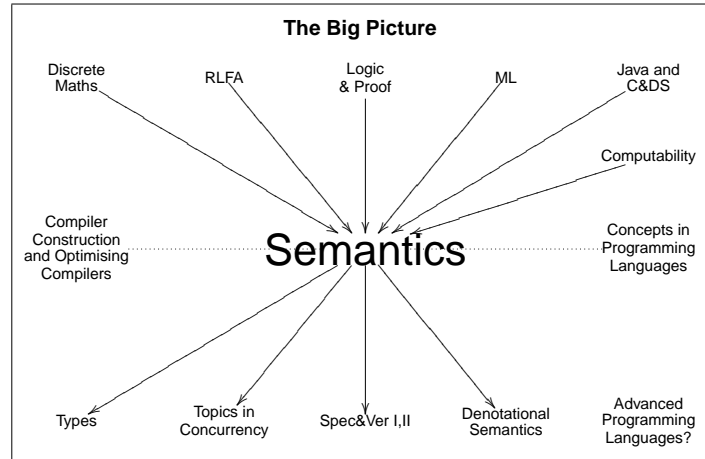 The Big Picture
Discrete
Maths
RLFA
Logic
& Proof
ML
Java and
C&DS
Computability
Compiler
Construction
and Optimising
Compilers
Semantics
Concepts in
Programming
Languages
Types
Topics in
Concurrency
Spec&Ver I,II
Denotational
Semantics
Advanced
Programming
Languages?